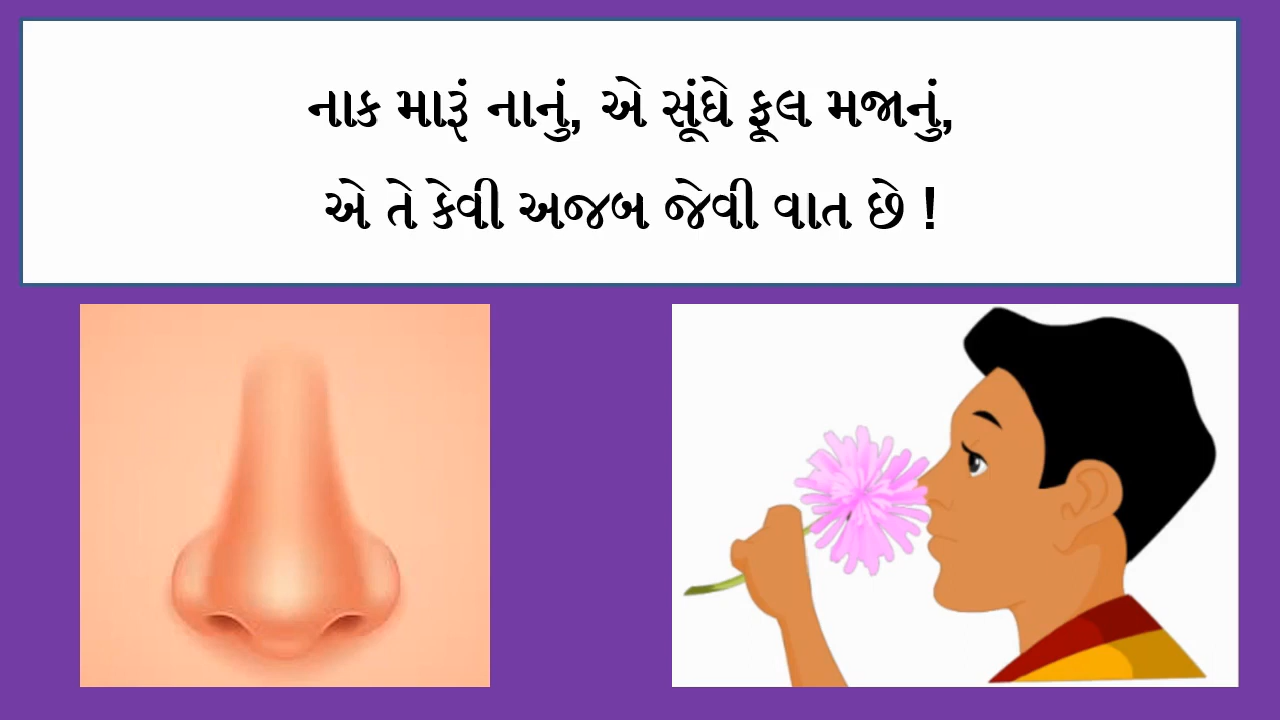 નાક મારૂં નાનું, એ સૂંઘે ફૂલ મજાનું,
એ તે કેવી અજબ જેવી વાત છે !